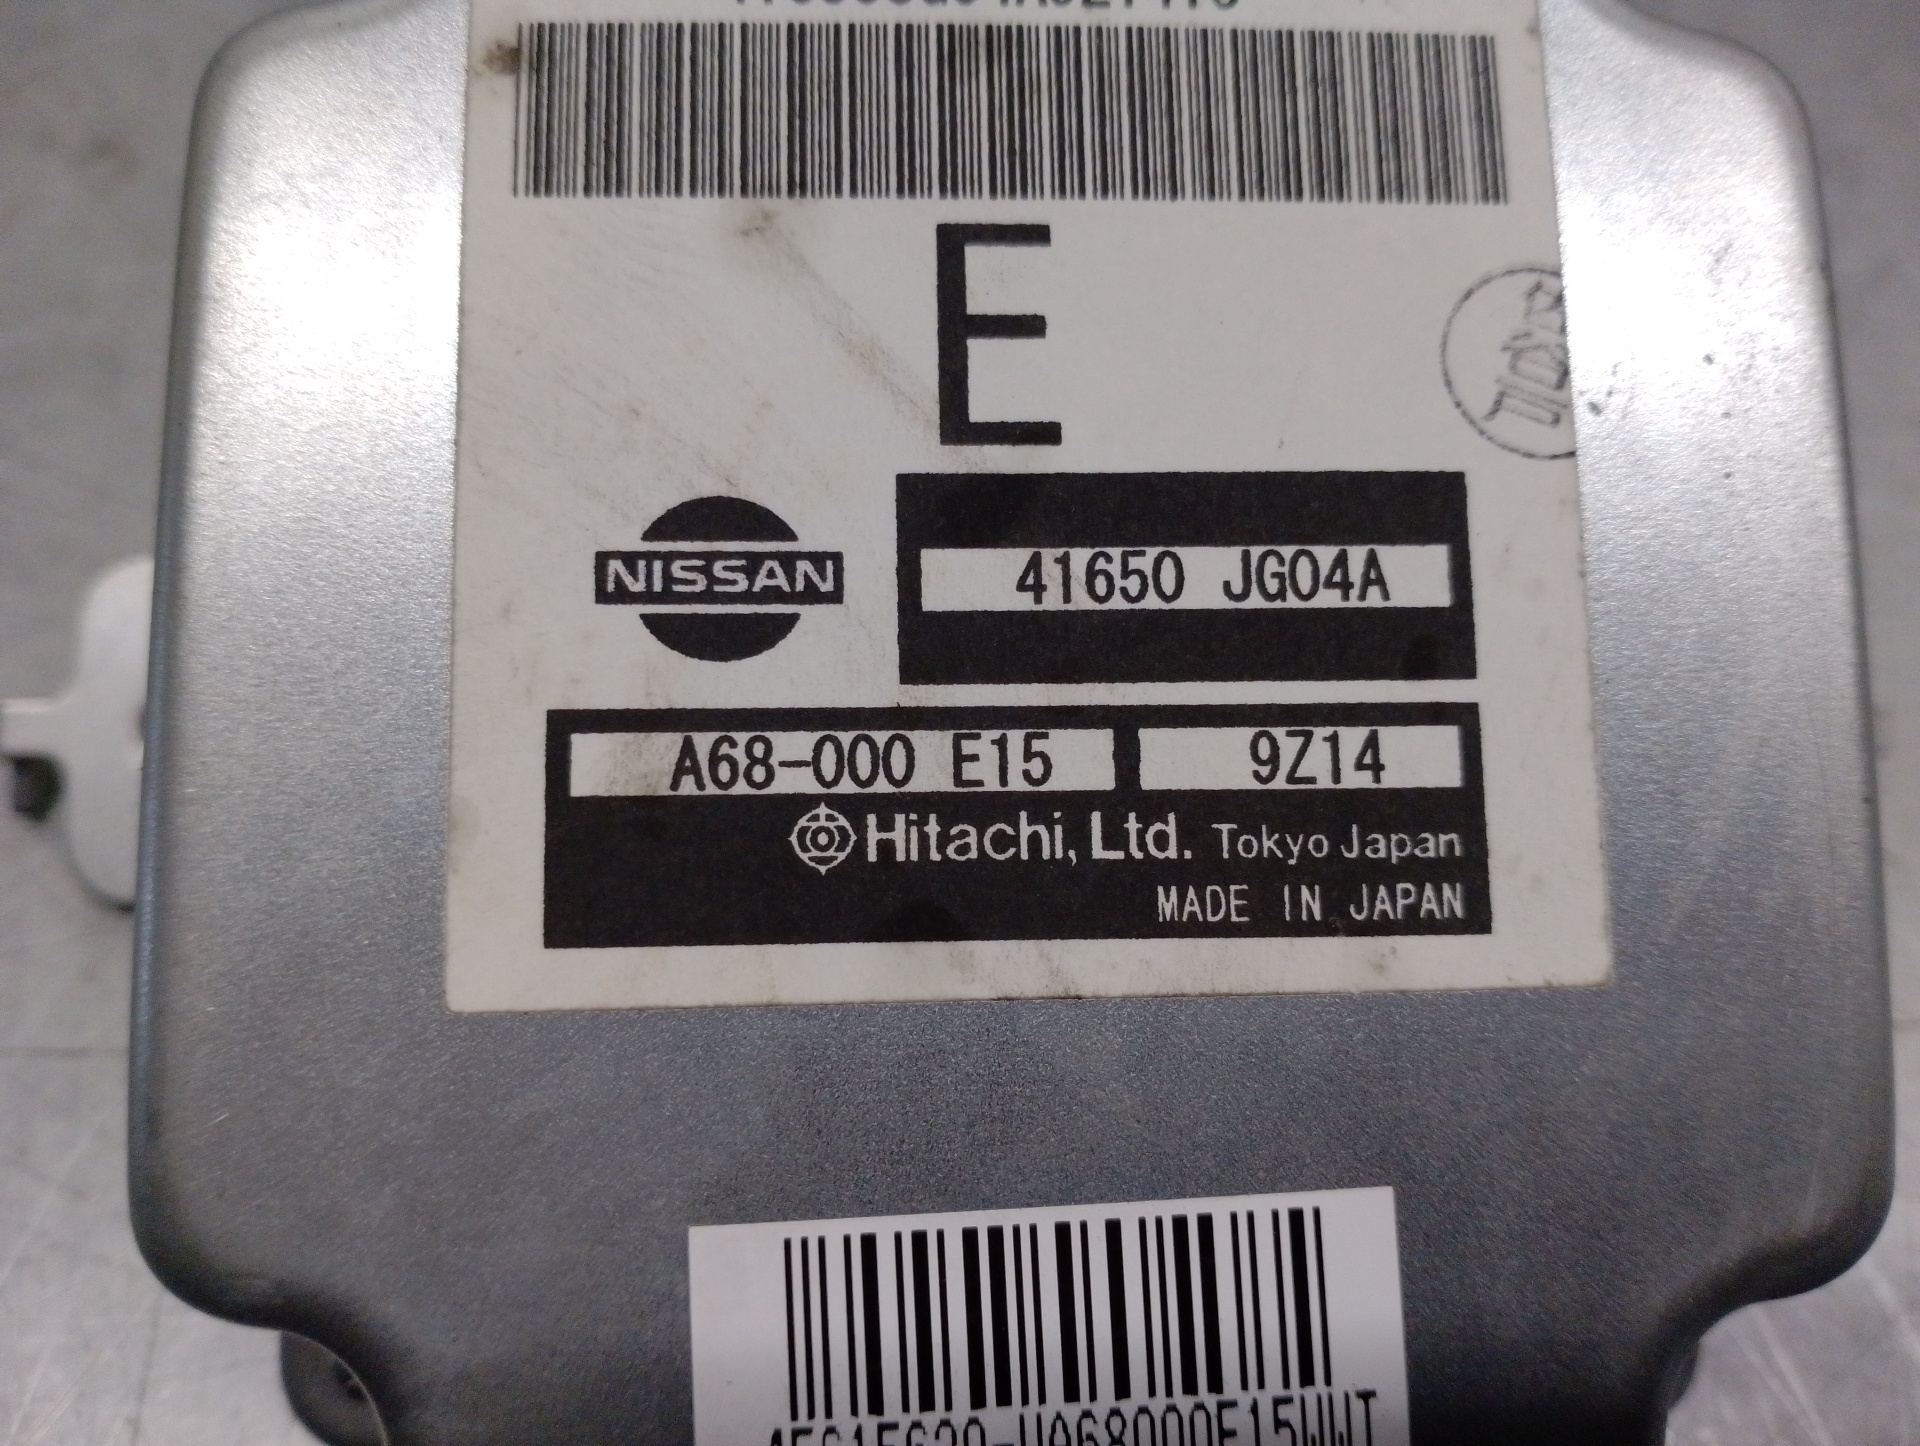 E
NISSAN
41650 JG04A
A68-000 E15
9Z14
Hitachi, Ltd. Tokyo Japan
MADE IN JAPAN